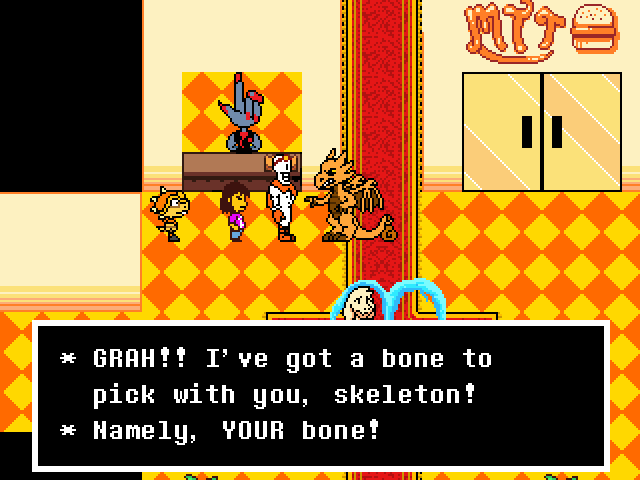 MTT
* GRAH!! I've got a bone to
pick with you, skeleton!
* Namely, YOUR bone!